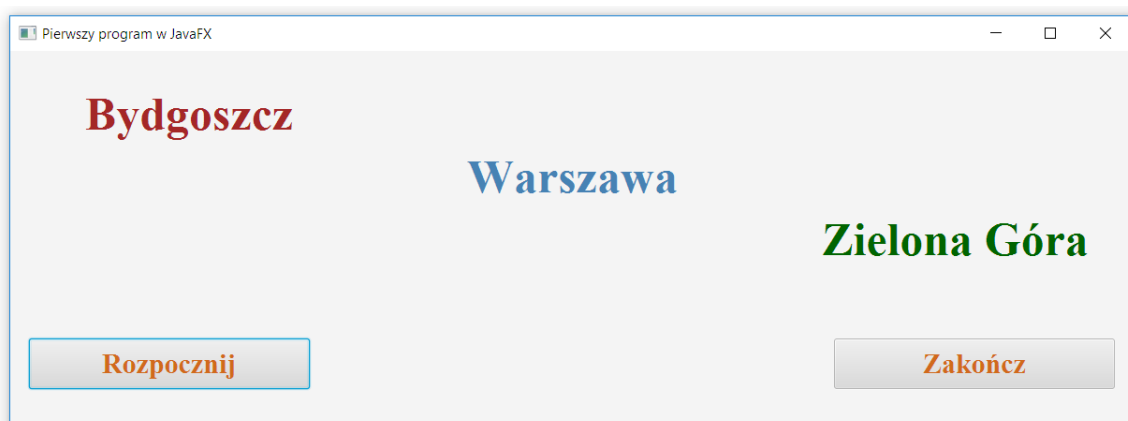 Pierwszy program w JavaFX
Bydgoszcz
Warszawa
Zielona Góra
Rozpocznij
Zakończ